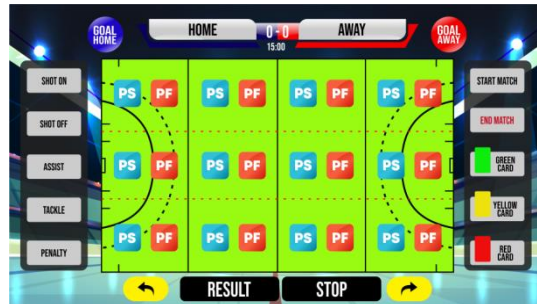 GOAL HOME
HOME
0 - 0
AWAY
GOAL AWAY
15:00
SHOT ON
SHOT OFF
ASSIST
TACKLE
PENALTY
PS PF PS PF PS PF PS PF
PS PF PS PF PS PF PS PF
PS PF PS PF PS PF PS PF
START MATCH
END MATCH
GREEN CARD
YELLOW CARD
RED CARD
RESULT
STOP